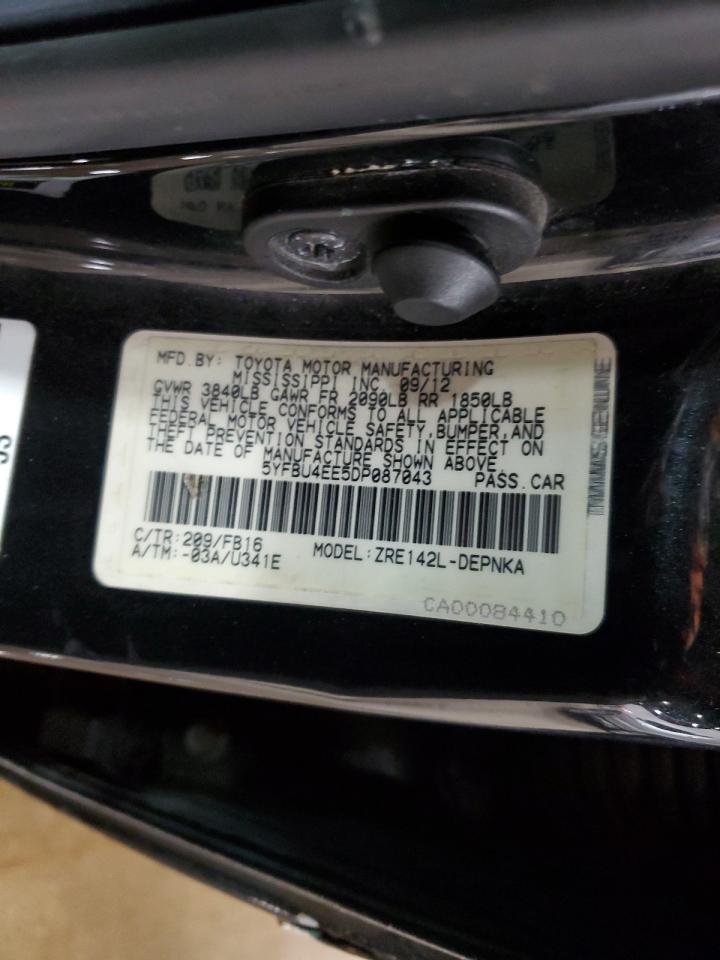 MFD.BY: TOYOTA MOTOR MANUFACTURING
MISSISSIPPI INC. 09/12
GVWR 3840LB GAWR FR 2090LB RR 1850LB
THIS VEHICLE CONFORMS TO ALL APPLICABLE
FEDERAL MOTOR VEHICLE SAFETY,BUMPER,AND
THEFT PREVENTION STANDARDS IN EFFECT ON
THE DATE OF MANUFACTURE SHOWN ABOVE.
5YFBU4EE5DP087043 PASS.CAR
C/TR:209/FB16
A/TM:-03A/U341E MODEL:ZRE142L-DEPNKA
CA00084410
TMMMS GENUINE